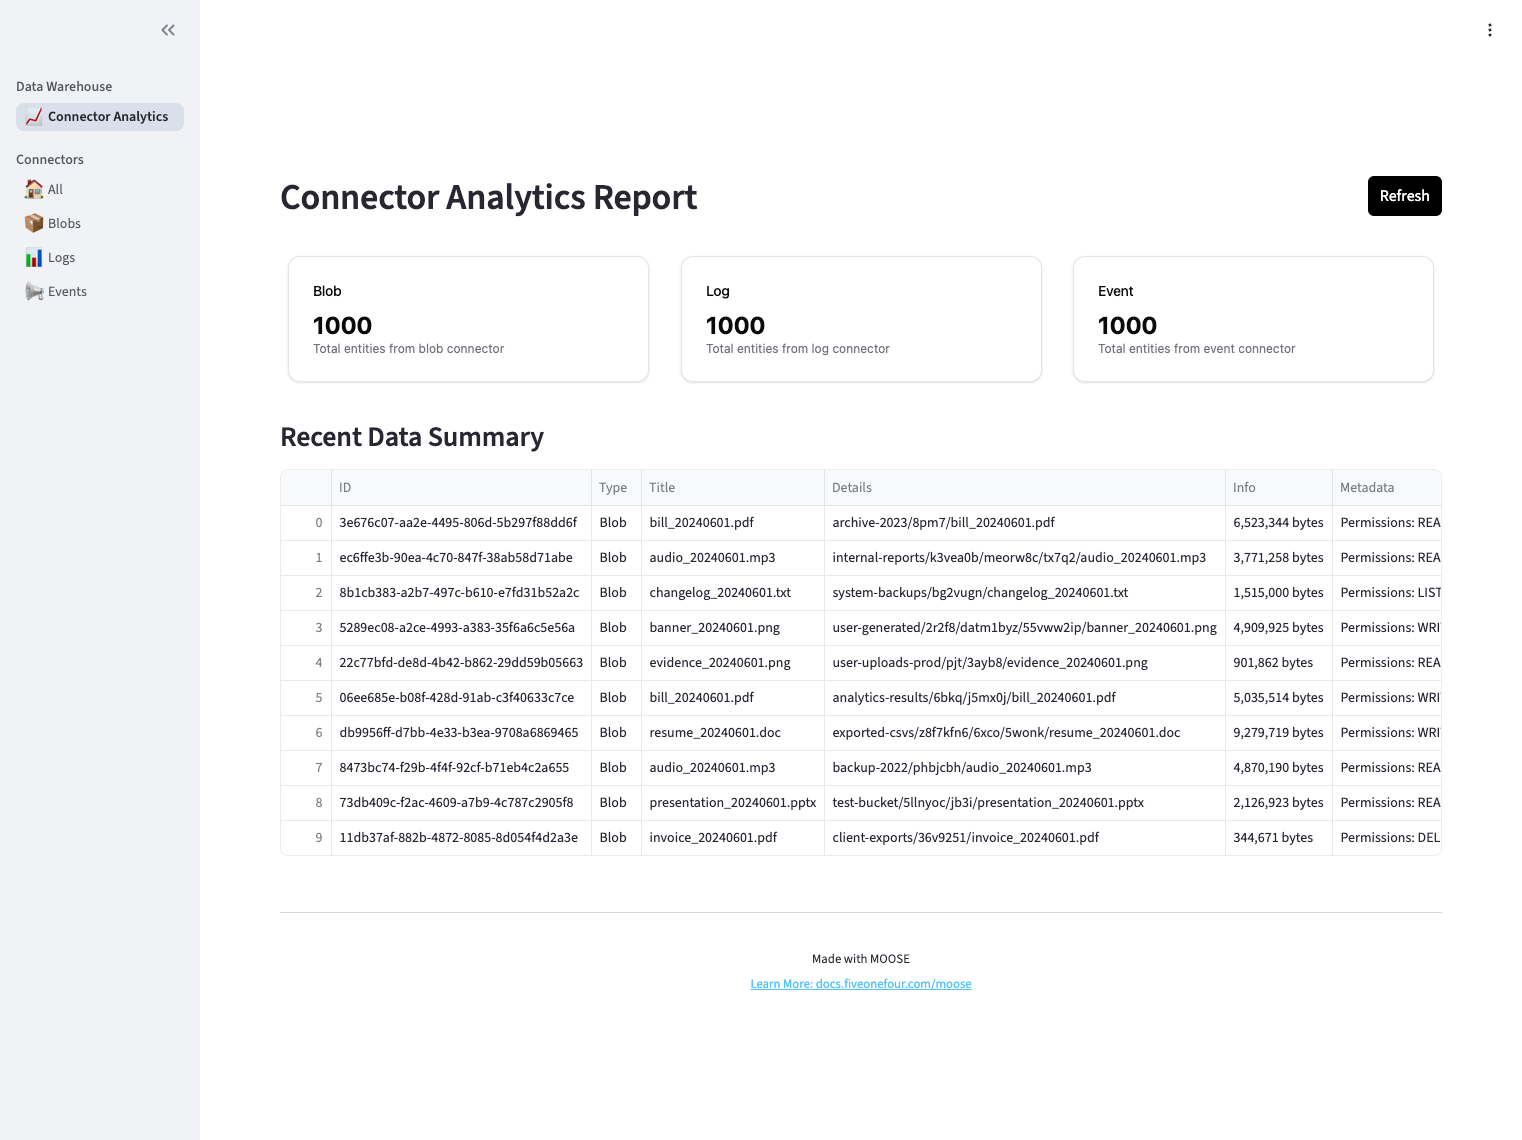 Data Warehouse
Connector Analytics
Connectors
All
Blobs
Logs
Events
Connector Analytics Report
Refresh
Blob
1000
Total entities from blob connector
Log
1000
Total entities from log connector
Event
1000
Total entities from event connector
Recent Data Summary
ID Type Title Details Info Metadata
0 3e676c07-aa2e-4495-806d-5b297f88dd6f Blob bill_20240601.pdf archive-2023/8pm7/bill_20240601.pdf 6,523,344 bytes Permissions: REA
1 ec6ffe3b-90ea-4c70-847f-38ab58d71abe Blob audio_20240601.mp3 internal-reports/k3vea0b/meorw8c/tx7q2/audio_20240601.mp3 3,771,258 bytes Permissions: REA
2 8b1cb383-a2b7-497c-b610-e7fd31b52a2c Blob changelog_20240601.txt system-backups/bg2vugn/changelog_20240601.txt 1,515,000 bytes Permissions: LIST
3 5289ec08-a2ce-4993-a383-35f6a6c5e56a Blob banner_20240601.png user-generated/2r2f8/datm1byz/55vww2ip/banner_20240601.png 4,909,925 bytes Permissions: WRI
4 22c77bfd-de8d-4b42-b862-29dd59b05663 Blob evidence_20240601.png user-uploads-prod/pjt/3ayb8/evidence_20240601.png 901,862 bytes Permissions: REA
5 06ee685e-b08f-428d-91ab-c3f40633c7ce Blob bill_20240601.pdf analytics-results/6bkq/j5mx0j/bill_20240601.pdf 5,035,514 bytes Permissions: WRI
6 db9956ff-d7bb-4e33-b3ea-9708a6869465 Blob resume_20240601.doc exported-csvs/z8f7kfn6/6xco/5wonk/resume_20240601.doc 9,279,719 bytes Permissions: WRI
7 8473bc74-f29b-4f4f-92cf-b71eb4c2a655 Blob audio_20240601.mp3 backup-2022/phbjcbh/audio_20240601.mp3 4,870,190 bytes Permissions: REA
8 73db409c-f2ac-4609-a7b9-4c787c2905f8 Blob presentation_20240601.pptx test-bucket/5llnyoc/jb3i/presentation_20240601.pptx 2,126,923 bytes Permissions: REA
9 11db37af-882b-4872-8085-8d054f4d2a3e Blob invoice_20240601.pdf client-exports/36v9251/invoice_20240601.pdf 344,671 bytes Permissions: DEL
Made with MOOSE
Learn More: docs.fiveonefour.com/moose